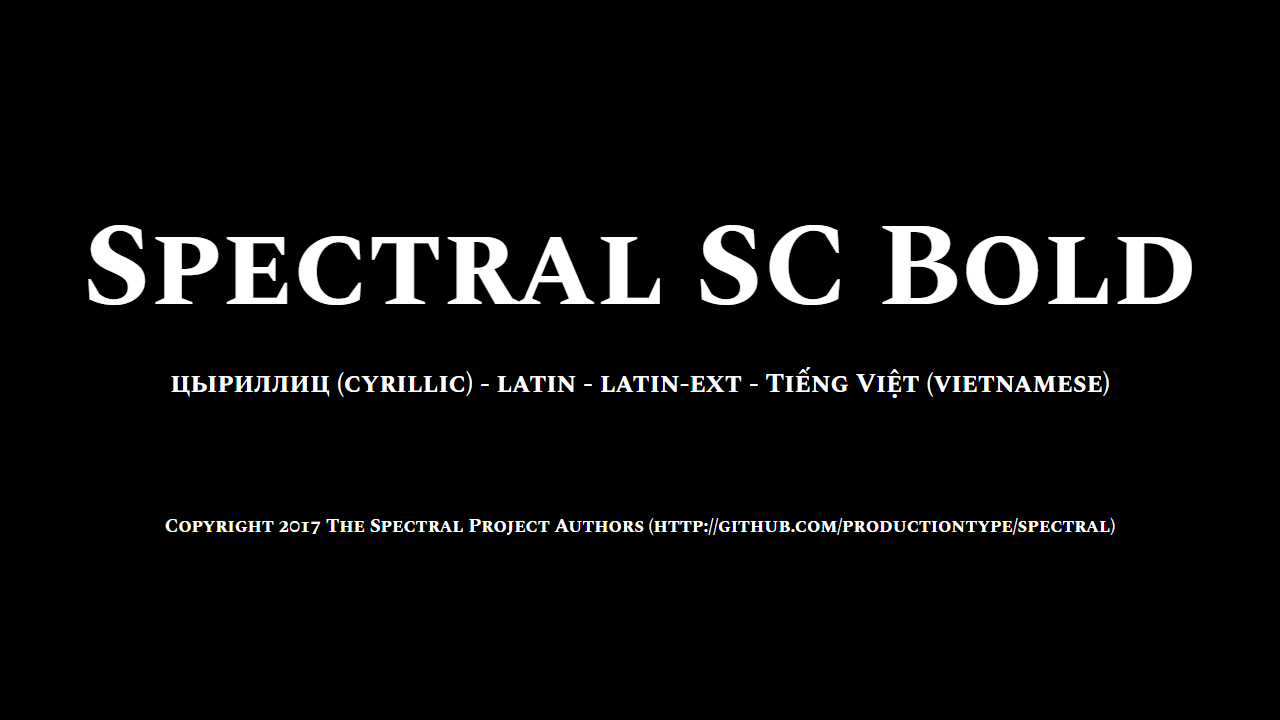 Spectral SC Bold
цыриллиц (cyrillic) - latin - latin-ext - Tiếng Việt (vietnamese)
Copyright 2017 The Spectral Project Authors (http://github.com/productiontype/spectral)